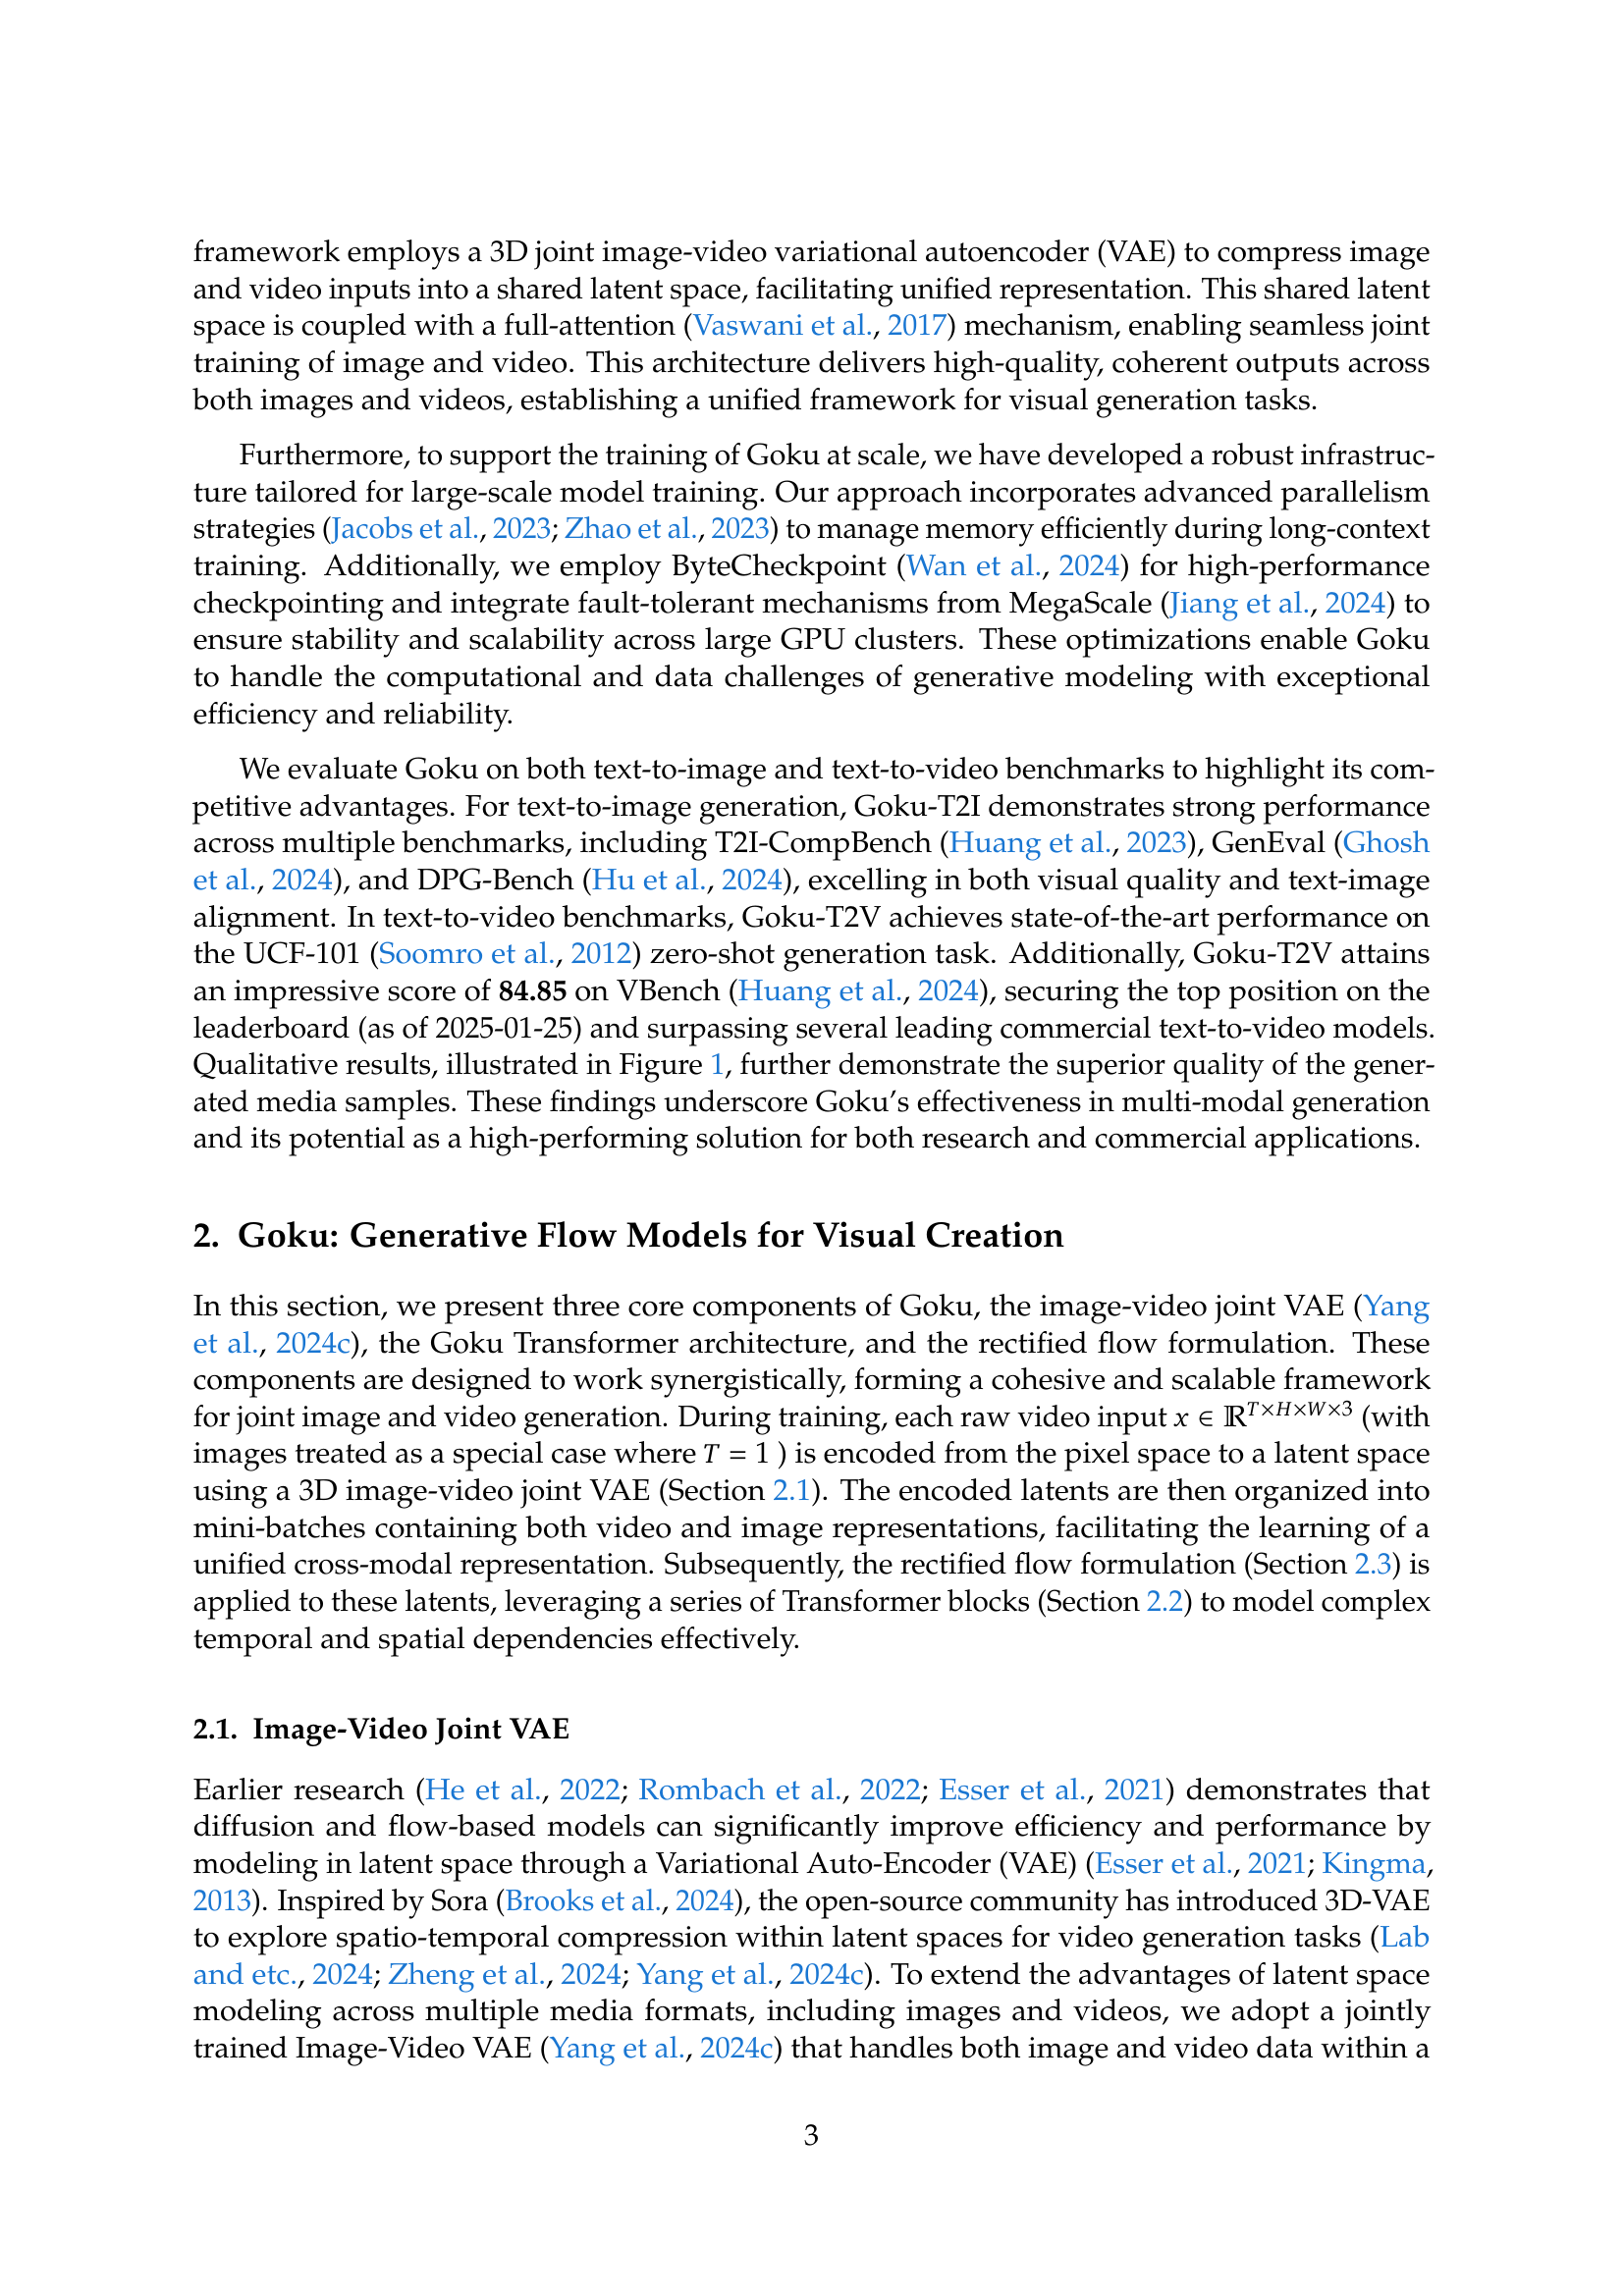 framework employs a 3D joint image-video variational autoencoder (VAE) to compress image
and video inputs into a shared latent space, facilitating unified representation. This shared latent
space is coupled with a full-attention (Vaswani et al., 2017) mechanism, enabling seamless joint
training of image and video. This architecture delivers high-quality, coherent outputs across
both images and videos, establishing a unified framework for visual generation tasks.
Furthermore, to support the training of Goku at scale, we have developed a robust infrastruc-
ture tailored for large-scale model training. Our approach incorporates advanced parallelism
strategies (Jacobs et al., 2023; Zhao et al., 2023) to manage memory efficiently during long-context
training. Additionally, we employ ByteCheckpoint (Wan et al., 2024) for high-performance
checkpointing and integrate fault-tolerant mechanisms from MegaScale (Jiang et al., 2024) to
ensure stability and scalability across large GPU clusters. These optimizations enable Goku
to handle the computational and data challenges of generative modeling with exceptional
efficiency and reliability.
We evaluate Goku on both text-to-image and text-to-video benchmarks to highlight its com-
petitive advantages. For text-to-image generation, Goku-T2I demonstrates strong performance
across multiple benchmarks, including T2I-CompBench (Huang et al., 2023), GenEval (Ghosh
et al., 2024), and DPG-Bench (Hu et al., 2024), excelling in both visual quality and text-image
alignment. In text-to-video benchmarks, Goku-T2V achieves state-of-the-art performance on
the UCF-101 (Soomro et al., 2012) zero-shot generation task. Additionally, Goku-T2V attains
an impressive score of 84.85 on VBench (Huang et al., 2024), securing the top position on the
leaderboard (as of 2025-01-25) and surpassing several leading commercial text-to-video models.
Qualitative results, illustrated in Figure 1, further demonstrate the superior quality of the gener-
ated media samples. These findings underscore Goku's effectiveness in multi-modal generation
and its potential as a high-performing solution for both research and commercial applications.
2. Goku: Generative Flow Models for Visual Creation
In this section, we present three core components of Goku, the image-video joint VAE (Yang
et al., 2024c), the Goku Transformer architecture, and the rectified flow formulation. These
components are designed to work synergistically, forming a cohesive and scalable framework
for joint image and video generation. During training, each raw video input x ∈ ℝ^{T×H×W×3} (with
images treated as a special case where T = 1 ) is encoded from the pixel space to a latent space
using a 3D image-video joint VAE (Section 2.1). The encoded latents are then organized into
mini-batches containing both video and image representations, facilitating the learning of a
unified cross-modal representation. Subsequently, the rectified flow formulation (Section 2.3) is
applied to these latents, leveraging a series of Transformer blocks (Section 2.2) to model complex
temporal and spatial dependencies effectively.
2.1. Image-Video Joint VAE
Earlier research (He et al., 2022; Rombach et al., 2022; Esser et al., 2021) demonstrates that
diffusion and flow-based models can significantly improve efficiency and performance by
modeling in latent space through a Variational Auto-Encoder (VAE) (Esser et al., 2021; Kingma,
2013). Inspired by Sora (Brooks et al., 2024), the open-source community has introduced 3D-VAE
to explore spatio-temporal compression within latent spaces for video generation tasks (Lab
and etc., 2024; Zheng et al., 2024; Yang et al., 2024c). To extend the advantages of latent space
modeling across multiple media formats, including images and videos, we adopt a jointly
trained Image-Video VAE (Yang et al., 2024c) that handles both image and video data within a
3